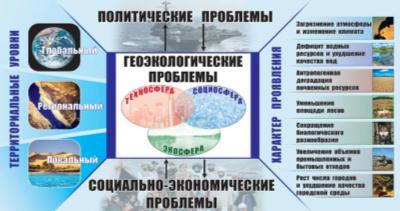 ПОЛИТИЧЕСКИЕ ПРОБЛЕМЫ
ТЕРРИТОРИАЛЬНЫЕ УРОВНИ
Глобальный
Региональный
Локальный
ГЕОЭКОЛОГИЧЕСКИЕ
ПРОБЛЕМЫ
ТЕХНОСФЕРА
СОЦИОСФЕРА
ЭКОСФЕРА
СОЦИАЛЬНО-ЭКОНОМИЧЕСКИЕ
ПРОБЛЕМЫ
ХАРАКТЕР ПРОЯВЛЕНИЯ
Загрязнение атмосферы
и изменение климата
Дефицит водных
ресурсов и ухудшение
качества вод
Антропогенная
деградация
почвенных ресурсов
Уменьшение
площади лесов
Сокращение
биологического
разнообразия
Увеличение объемов
промышленных и
бытовых отходов
Рост числа городов
и ухудшение качества
городской среды